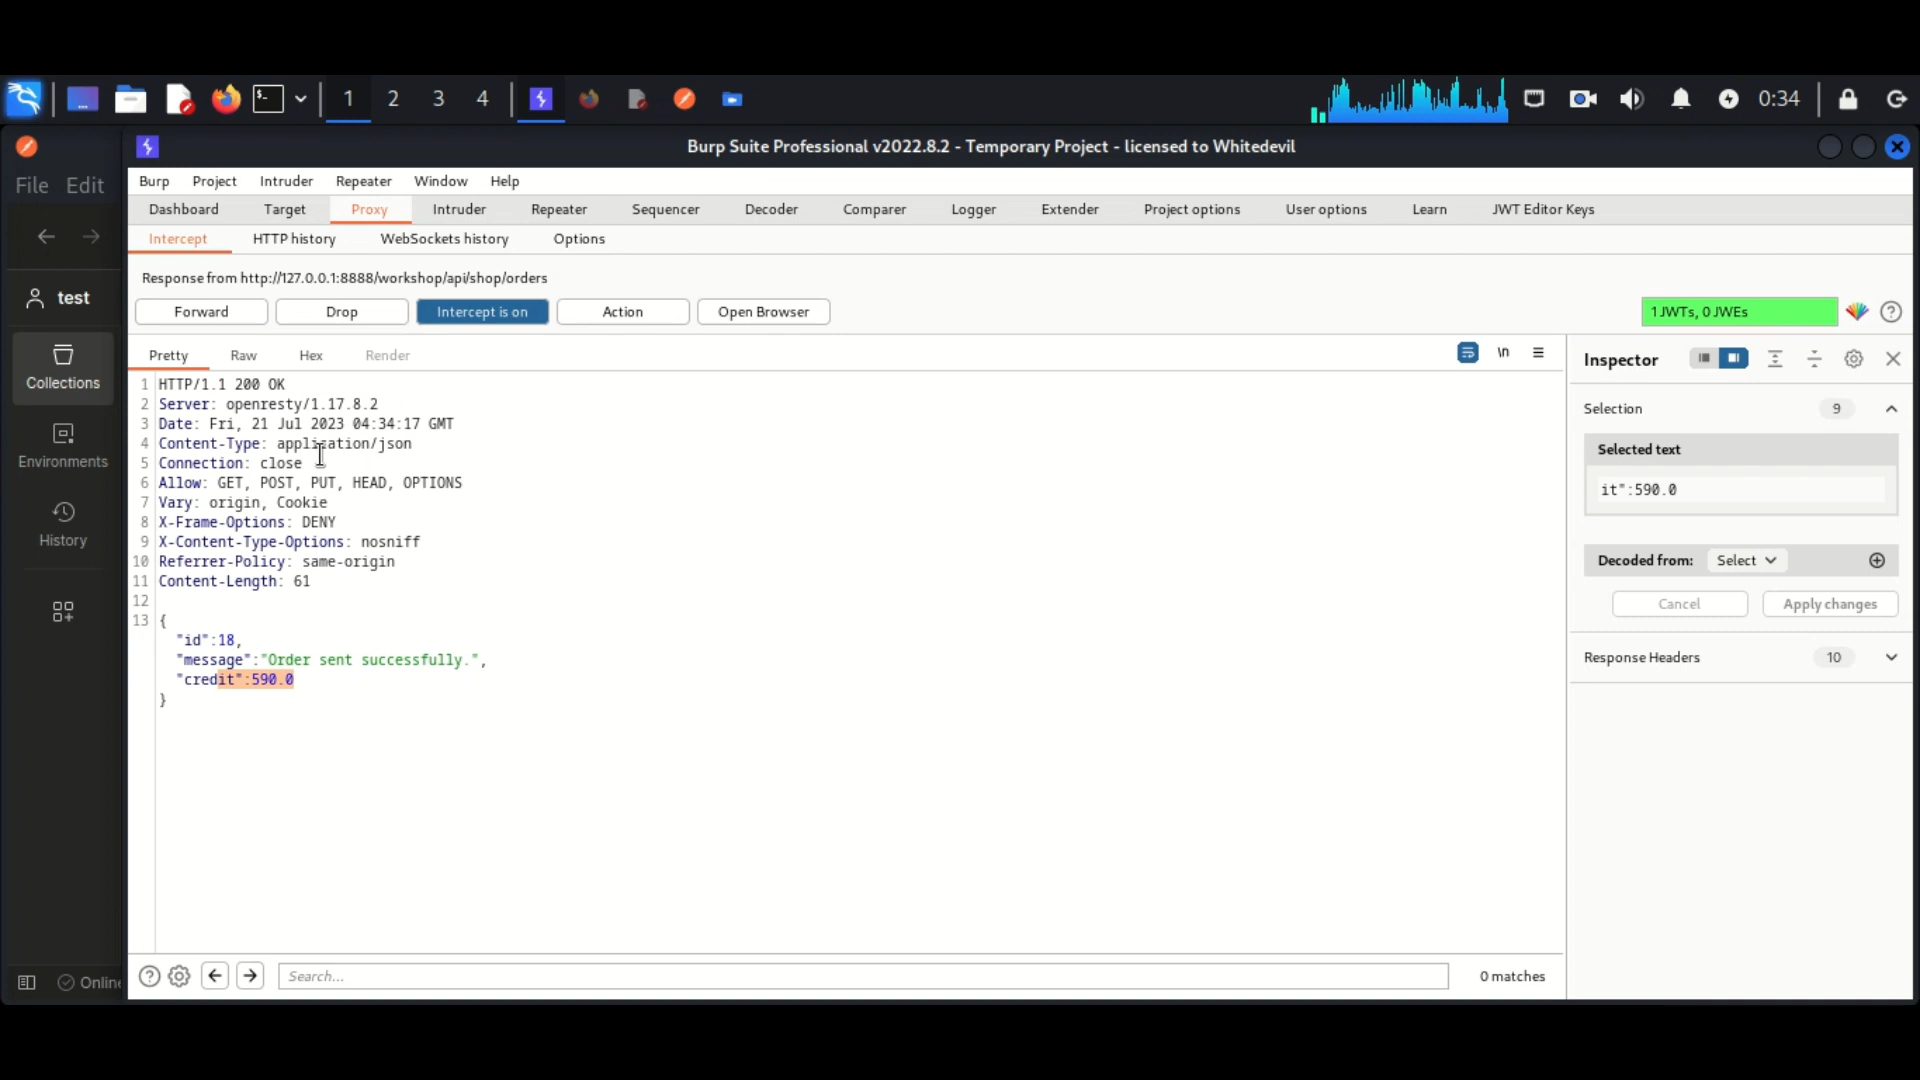 1 2 3 4 0:34
Burp Suite Professional v2022.8.2 - Temporary Project - licensed to Whitedevil
File Edit
Burp Project Intruder Repeater Window Help
Dashboard Target Proxy Intruder Repeater Sequencer Decoder Comparer Logger Extender Project options User options Learn JWT Editor Keys
Intercept HTTP history WebSockets history Options
Response from http://127.0.0.1:8888/workshop/api/shop/orders
test
Forward Drop Intercept is on Action Open Browser 1 JWTs, 0 JWEs
Pretty Raw Hex Render \n
Inspector
Collections
Environments
History
Online
1 HTTP/1.1 200 OK
2 Server: openresty/1.17.8.2
3 Date: Fri, 21 Jul 2023 04:34:17 GMT
4 Content-Type: application/json
5 Connection: close
6 Allow: GET, POST, PUT, HEAD, OPTIONS
7 Vary: origin, Cookie
8 X-Frame-Options: DENY
9 X-Content-Type-Options: nosniff
10 Referrer-Policy: same-origin
11 Content-Length: 61
12
13 {
"id":18,
"message":"Order sent successfully.",
"credit":590.0
}
Selection 9
Selected text
it":590.0
Decoded from: Select
Cancel Apply changes
Response Headers 10
Search... 0 matches